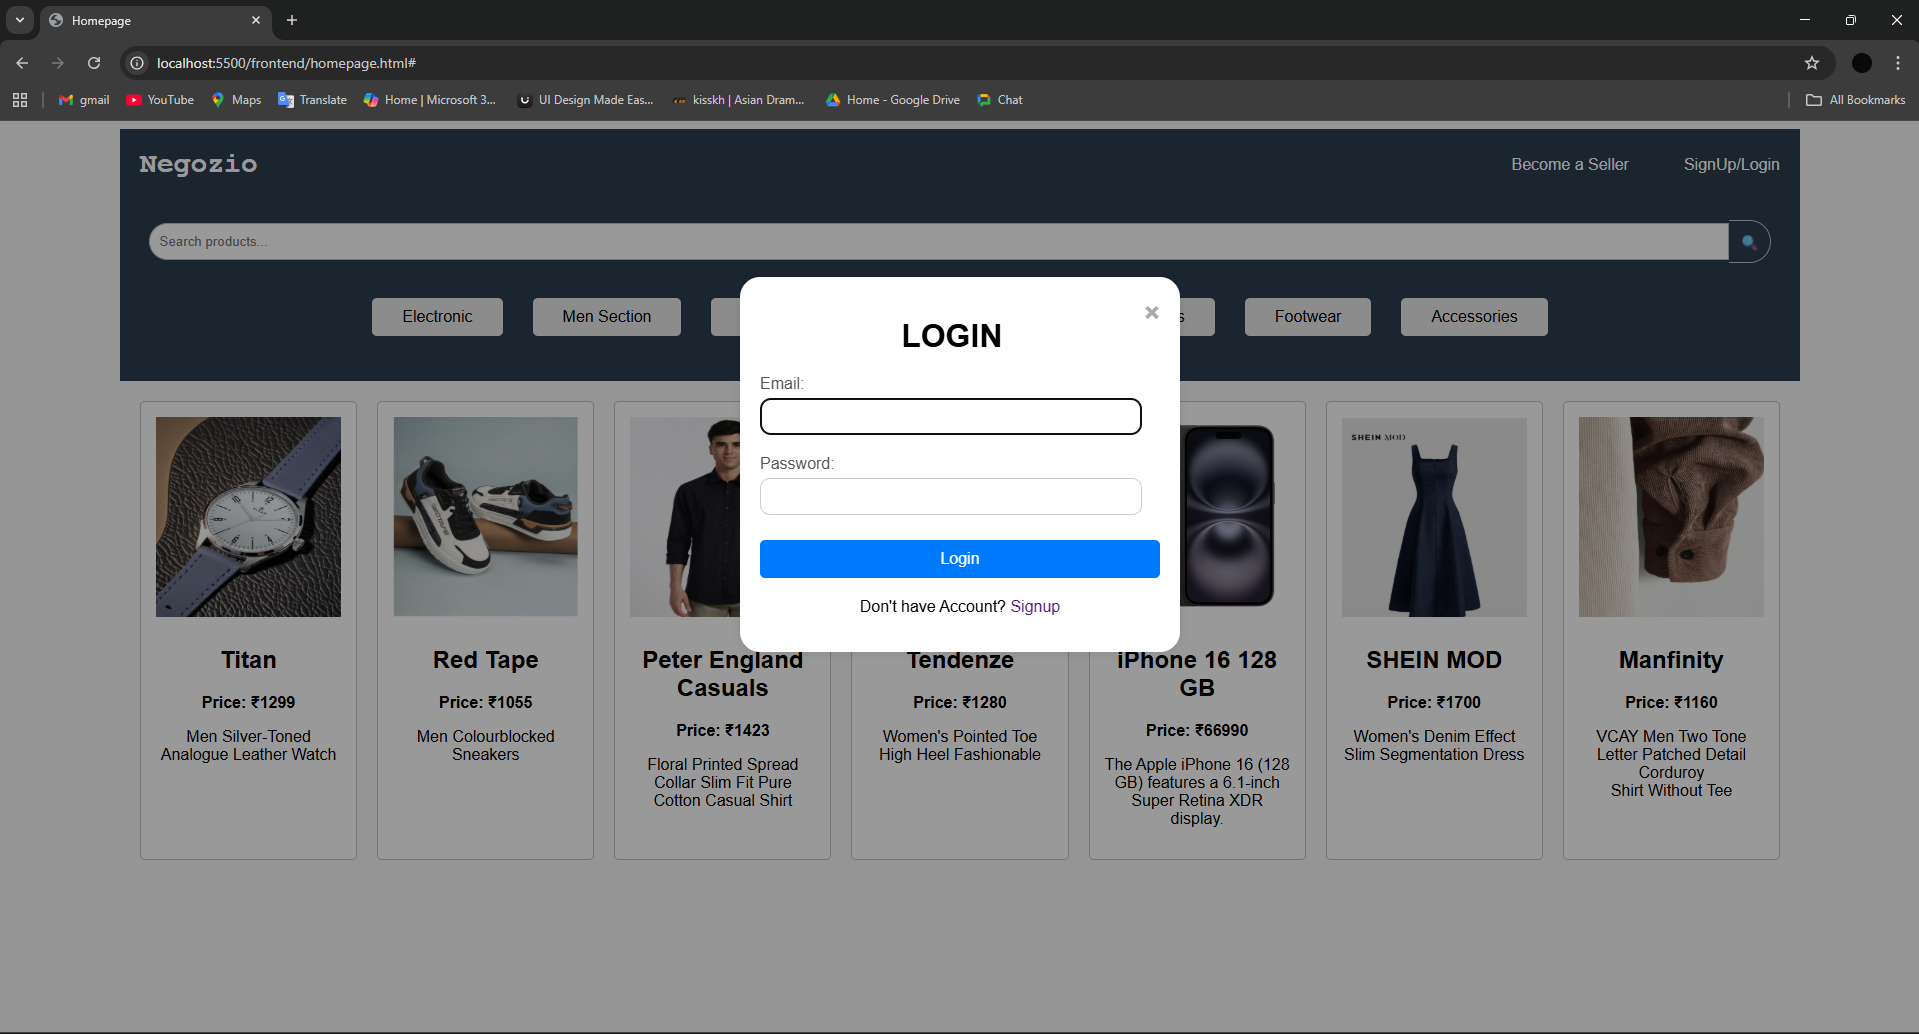 Homepage
localhost:5500/frontend/homepage.html#
gmail
YouTube
Maps
Translate
Home | Microsoft 3...
UI Design Made Eas...
kisskh | Asian Dram...
Home - Google Drive
Chat
All Bookmarks
Negozio
Become a Seller
SignUp/Login
Search products...
Electronic
Men Section
Footwear
Accessories
LOGIN
Email:
Password:
Login
Don't have Account? Signup
SHEIN MOD
Titan
Price: ₹1299
Men Silver-Toned
Analogue Leather Watch
Red Tape
Price: ₹1055
Men Colourblocked
Sneakers
Peter England
Casuals
Price: ₹1423
Floral Printed Spread
Collar Slim Fit Pure
Cotton Casual Shirt
Tendenze
Price: ₹1280
Women's Pointed Toe
High Heel Fashionable
iPhone 16 128
GB
Price: ₹66990
The Apple iPhone 16 (128
GB) features a 6.1-inch
Super Retina XDR
display.
SHEIN MOD
Price: ₹1700
Women's Denim Effect
Slim Segmentation Dress
Manfinity
Price: ₹1160
VCAY Men Two Tone
Letter Patched Detail
Corduroy
Shirt Without Tee